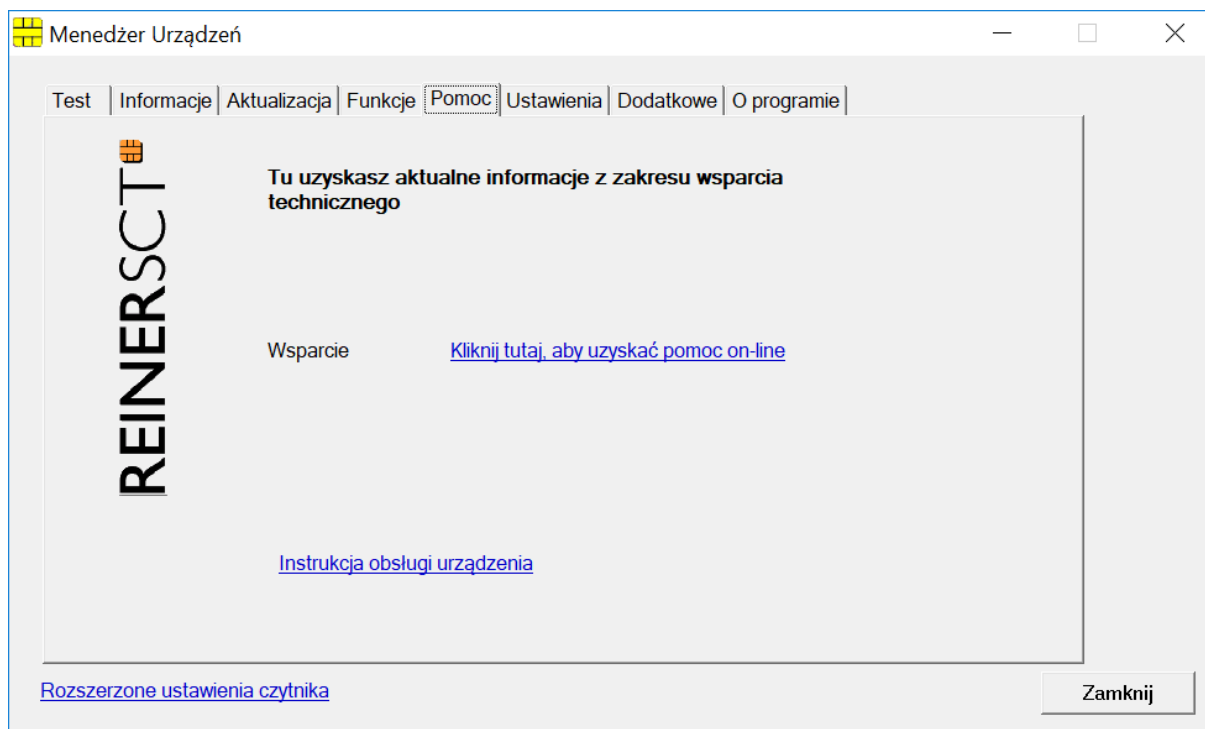 Menedżer Urządzeń
Test Informacje Aktualizacja Funkcje Pomoc Ustawienia Dodatkowe O programie
REINERSCT
Tu uzyskasz aktualne informacje z zakresu wsparcia
technicznego
Wsparcie Kliknij tutaj, aby uzyskać pomoc on-line
Instrukcja obsługi urządzenia
Rozszerzone ustawienia czytnika
Zamknij